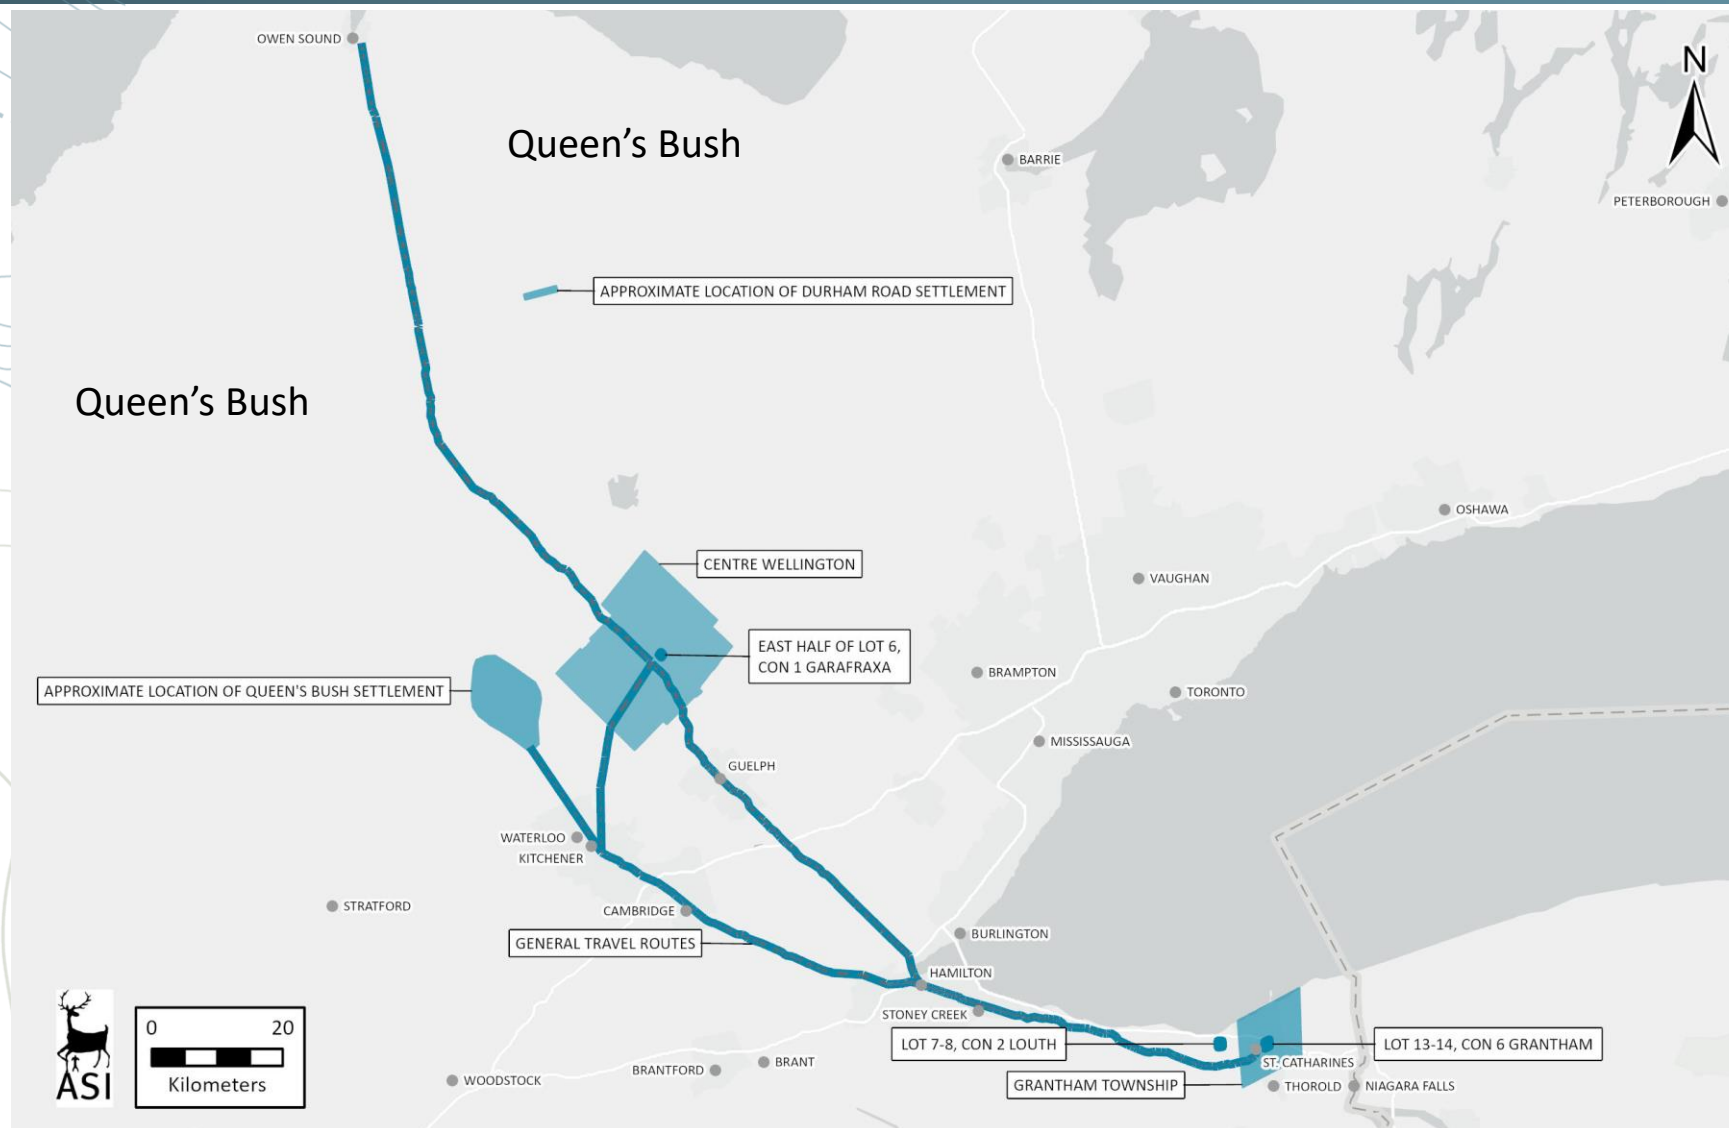 OWEN SOUND
N
Queen's Bush
BARRIE
PETERBOROUGH
APPROXIMATE LOCATION OF DURHAM ROAD SETTLEMENT
Queen's Bush
OSHAWA
CENTRE WELLINGTON
VAUGHAN
EAST HALF OF LOT 6,
CON 1 GARAFRAXA
BRAMPTON
APPROXIMATE LOCATION OF QUEEN'S BUSH SETTLEMENT
TORONTO
MISSISSAUGA
GUELPH
WATERLOO
KITCHENER
STRATFORD
CAMBRIDGE
GENERAL TRAVEL ROUTES
BURLINGTON
HAMILTON
STONEY CREEK
LOT 7-8, CON 2 LOUTH
LOT 13-14, CON 6 GRANTHAM
ST. CATHARINES
GRANTHAM TOWNSHIP
THOROLD
NIAGARA FALLS
BRANT
BRANTFORD
WOODSTOCK
0 20
Kilometers
ASI